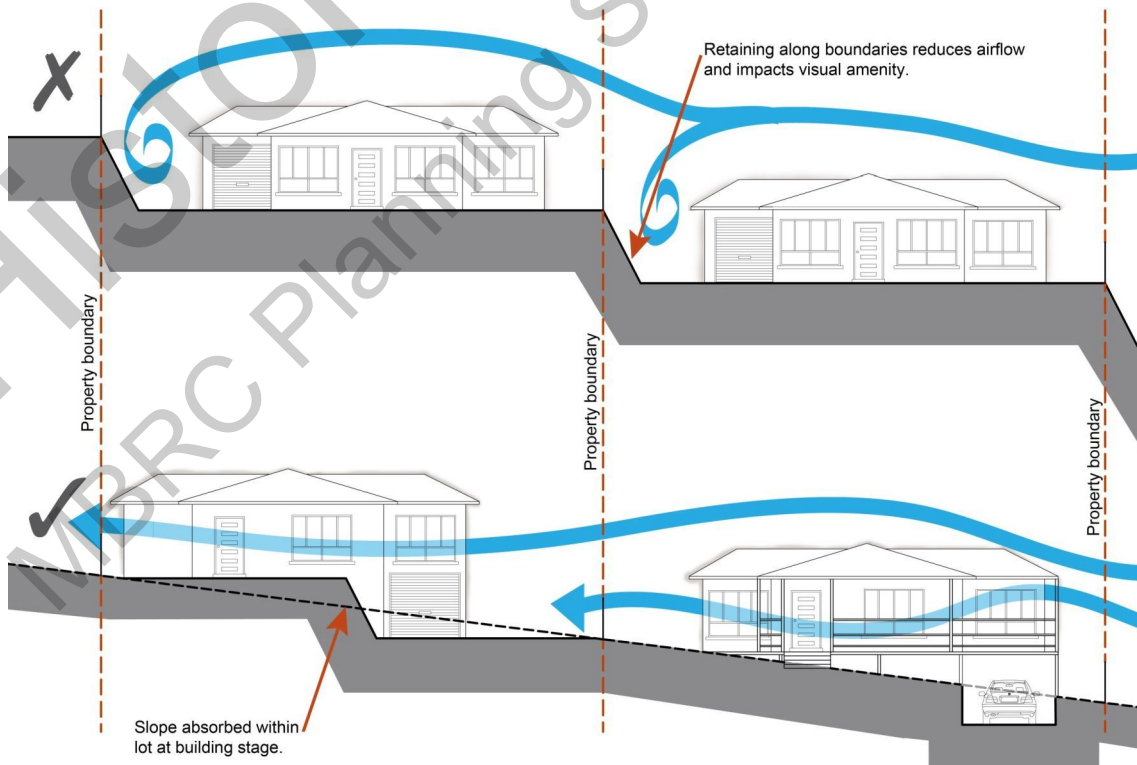 Retaining along boundaries reduces airflow
and impacts visual amenity.
Property boundary
Property boundary
Property boundary
Slope absorbed within
lot at building stage.
MBRC Planning